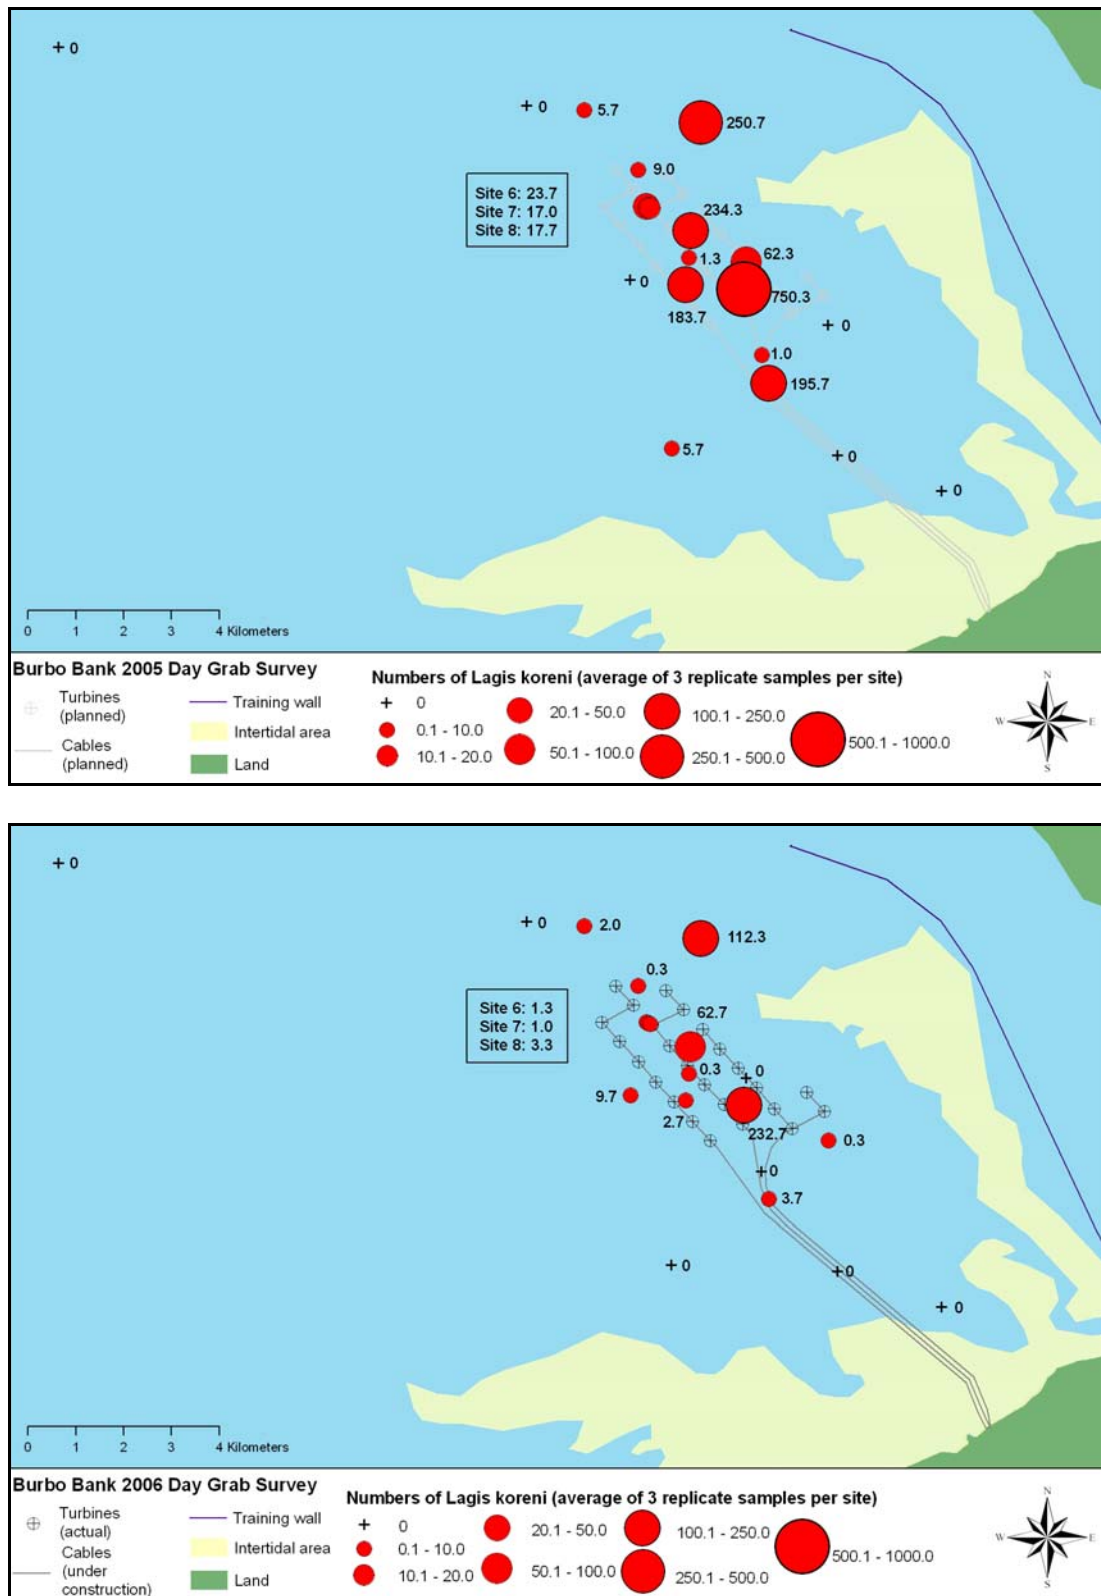 0
0
5.7
250.7
9.0
Site 6: 23.7
Site 7: 17.0
Site 8: 17.7
234.3
62.3
1.3
0
750.3
183.7
0
1.0
195.7
5.7
0
0
0 1 2 3 4 Kilometers
Burbo Bank 2005 Day Grab Survey
Turbines
(planned)
Cables
(planned)
Training wall
Intertidal area
Land
Numbers of Lagis koreni (average of 3 replicate samples per site)
0
0.1 - 10.0
10.1 - 20.0
20.1 - 50.0
50.1 - 100.0
100.1 - 250.0
250.1 - 500.0
500.1 - 1000.0
N
W E
S
0
0
2.0
112.3
0.3
Site 6: 1.3
Site 7: 1.0
Site 8: 3.3
62.7
0.3
0
9.7
2.7
232.7
0.3
0
3.7
0
0
0
0 1 2 3 4 Kilometers
Burbo Bank 2006 Day Grab Survey
Turbines
(actual)
Cables
(under
construction)
Training wall
Intertidal area
Land
Numbers of Lagis koreni (average of 3 replicate samples per site)
0
0.1 - 10.0
10.1 - 20.0
20.1 - 50.0
50.1 - 100.0
100.1 - 250.0
250.1 - 500.0
500.1 - 1000.0
N
W E
S